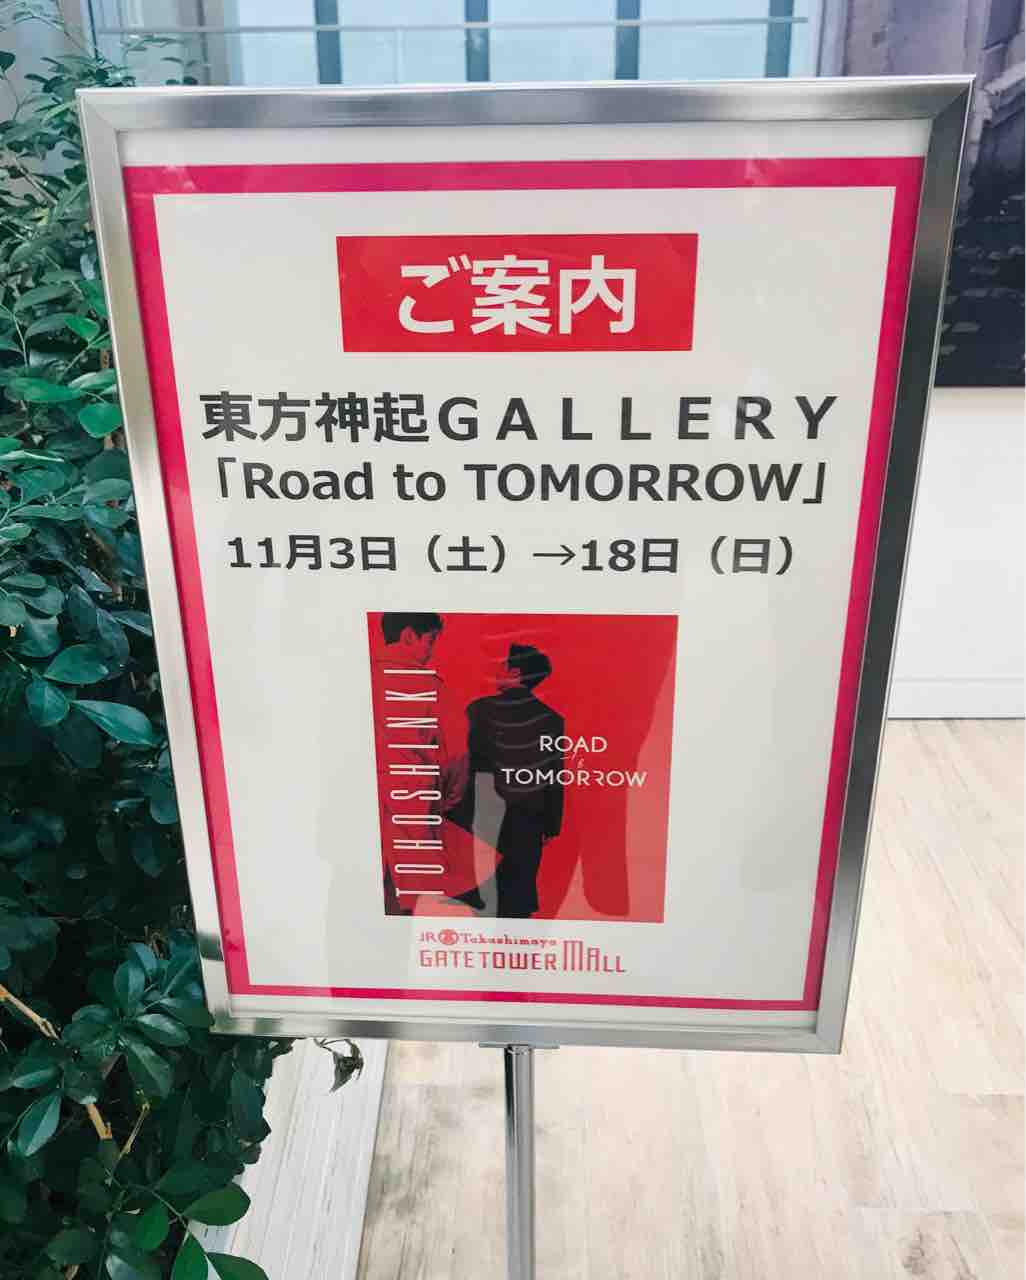 ご案内
東方神起GALLERY
「Road to TOMORROW」
11月3日（土）→18日（日）
TOHOSHINKI
ROAD
to
TOMORROW
JR Takashimaya
GATE TOWER MALL